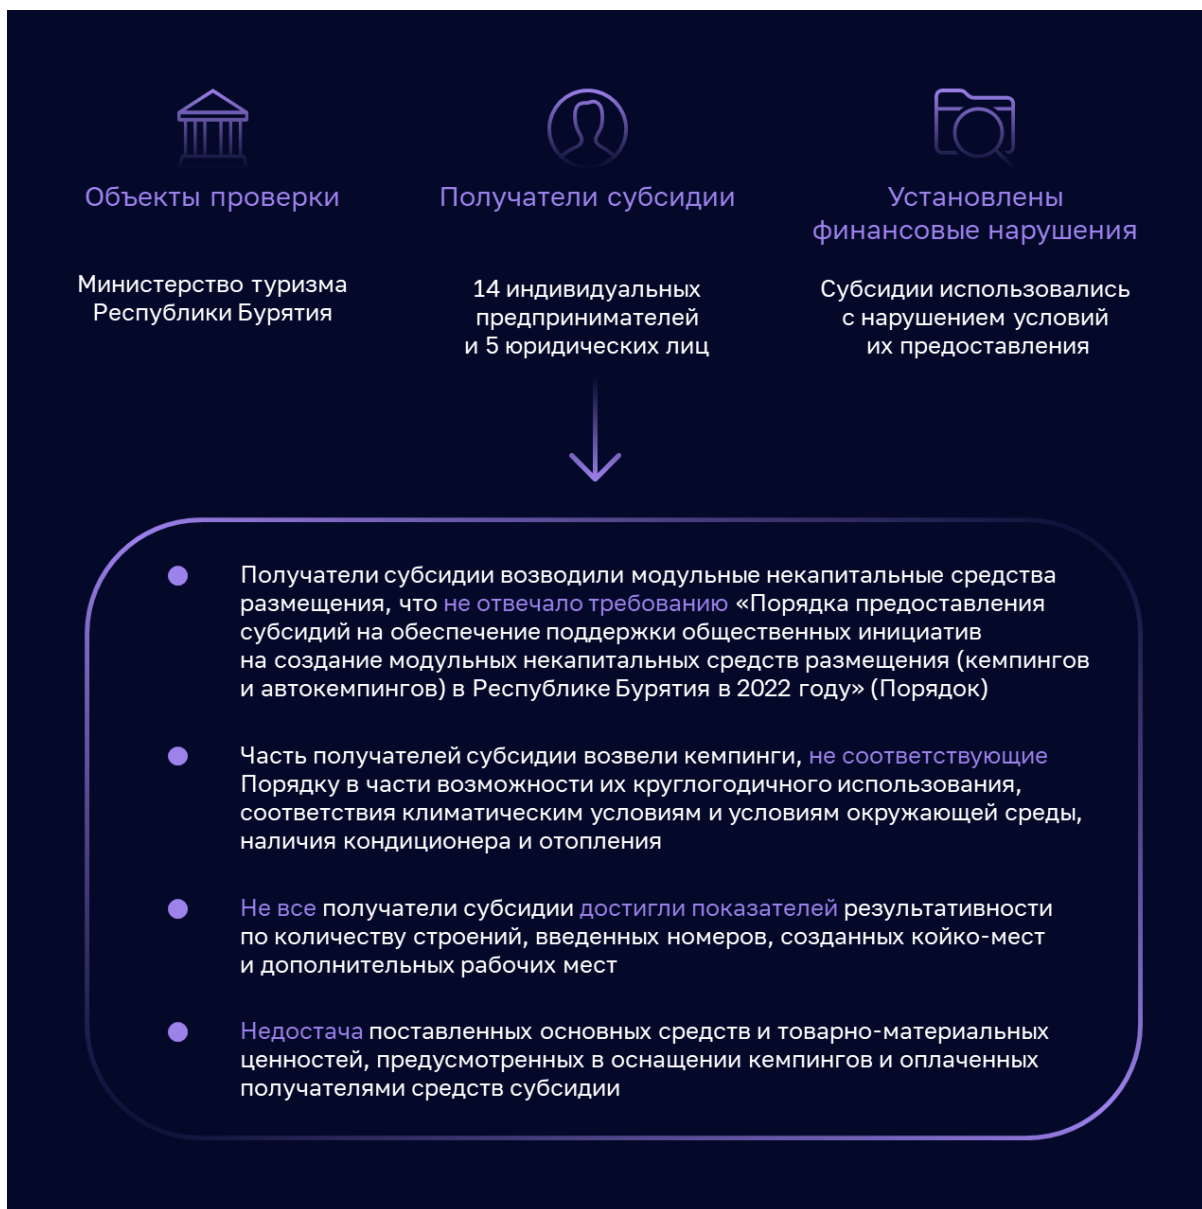 Объекты проверки
Министерство туризма
Республики Бурятия
Получатели субсидии
14 индивидуальных
предпринимателей
и 5 юридических лиц
Установлены
финансовые нарушения
Субсидии использовались
с нарушением условий
их предоставления
Получатели субсидии возводили модульные некапитальные средства
размещения, что не отвечало требованию «Порядка предоставления
субсидий на обеспечение поддержки общественных инициатив
на создание модульных некапитальных средств размещения (кемпингов
и автокемпингов) в Республике Бурятия в 2022 году» (Порядок)
Часть получателей субсидии возвели кемпинги, не соответствующие
Порядку в части возможности их круглогодичного использования,
соответствия климатическим условиям и условиям окружающей среды,
наличия кондиционера и отопления
Не все получатели субсидии достигли показателей результативности
по количеству строений, введенных номеров, созданных койко-мест
и дополнительных рабочих мест
Недостача поставленных основных средств и товарно-материальных
ценностей, предусмотренных в оснащении кемпингов и оплаченных
получателями средств субсидии